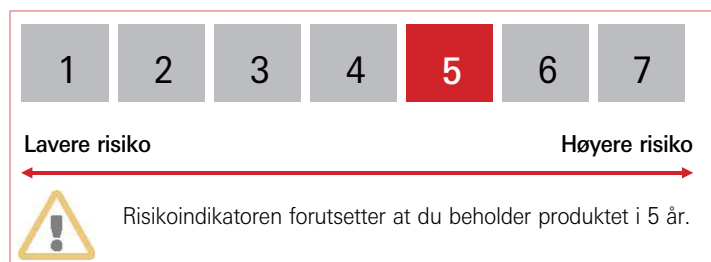 1 2 3 4 5 6 7
Lavere risiko Høyere risiko
Risikoindikatoren forutsetter at du beholder produktet i 5 år.